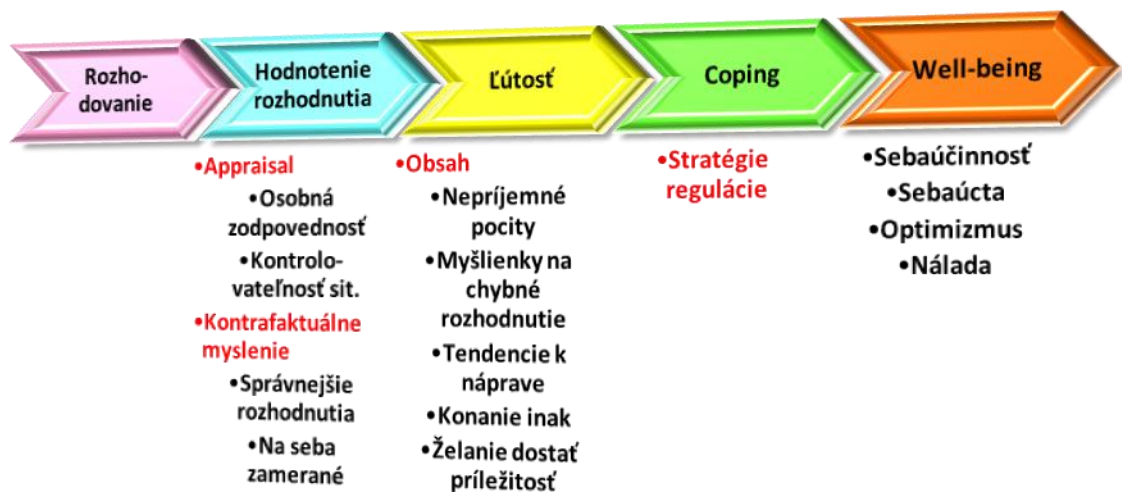 Rozho-
dovanie
Hodnotenie
rozhodnutia
Ľútosť
Coping
Well-being
•Appraisal
•Osobná
zodpovednosť
•Kontrolo-
vateľnosť sit.
•Kontrafaktuálne
myslenie
•Správnejšie
rozhodnutia
•Na seba
zamerané
•Obsah
•Nepríjemné
pocity
•Myšlienky na
chybné
rozhodnutie
•Tendencie k
náprave
•Konanie inak
•Želanie dostať
príležitosť
•Stratégie
regulácie
•Sebaúčinnosť
•Sebaúcta
•Optimizmus
•Nálada